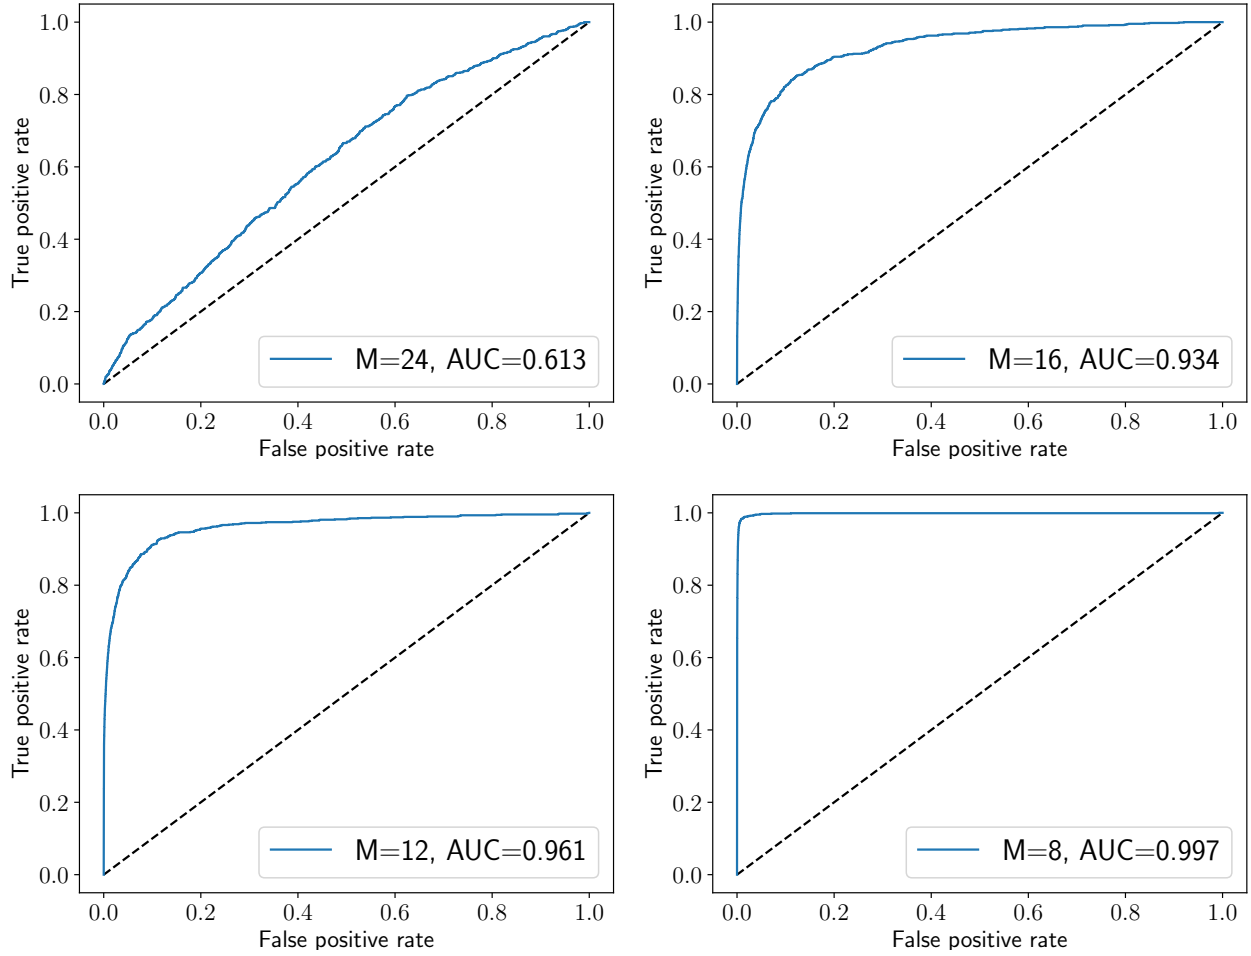 1.0
0.8
0.6
0.4
0.2
0.0
True positive rate
M=24, AUC=0.613
0.0 0.2 0.4 0.6 0.8 1.0
False positive rate
1.0
0.8
0.6
0.4
0.2
0.0
True positive rate
M=16, AUC=0.934
0.0 0.2 0.4 0.6 0.8 1.0
False positive rate
1.0
0.8
0.6
0.4
0.2
0.0
True positive rate
M=12, AUC=0.961
0.0 0.2 0.4 0.6 0.8 1.0
False positive rate
1.0
0.8
0.6
0.4
0.2
0.0
True positive rate
M=8, AUC=0.997
0.0 0.2 0.4 0.6 0.8 1.0
False positive rate